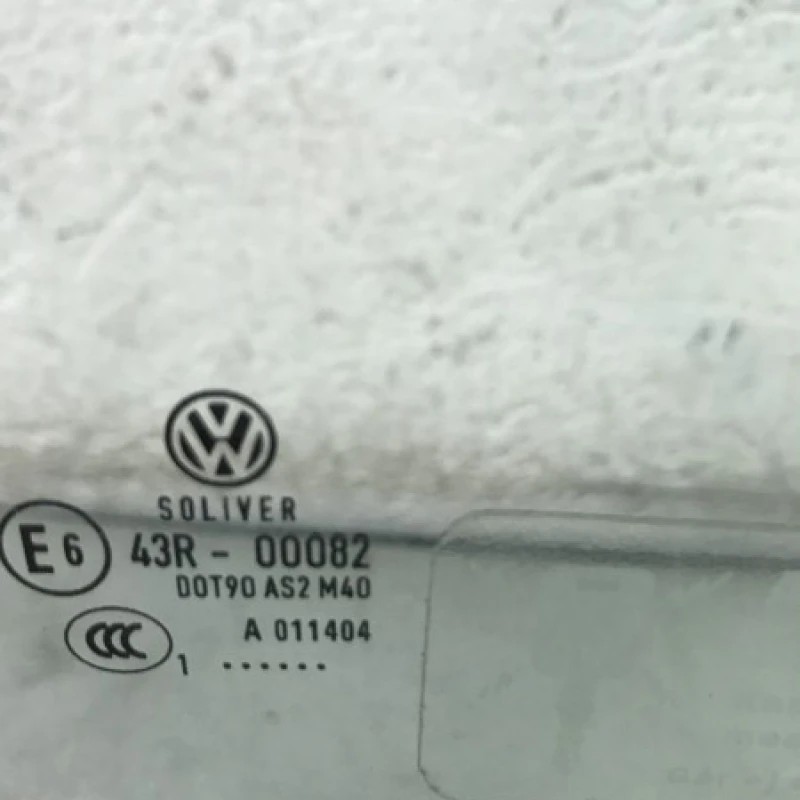 SOLIVER
E6 43R - 00082
DOT90 AS2 M40
CCC A 011404
1 ······